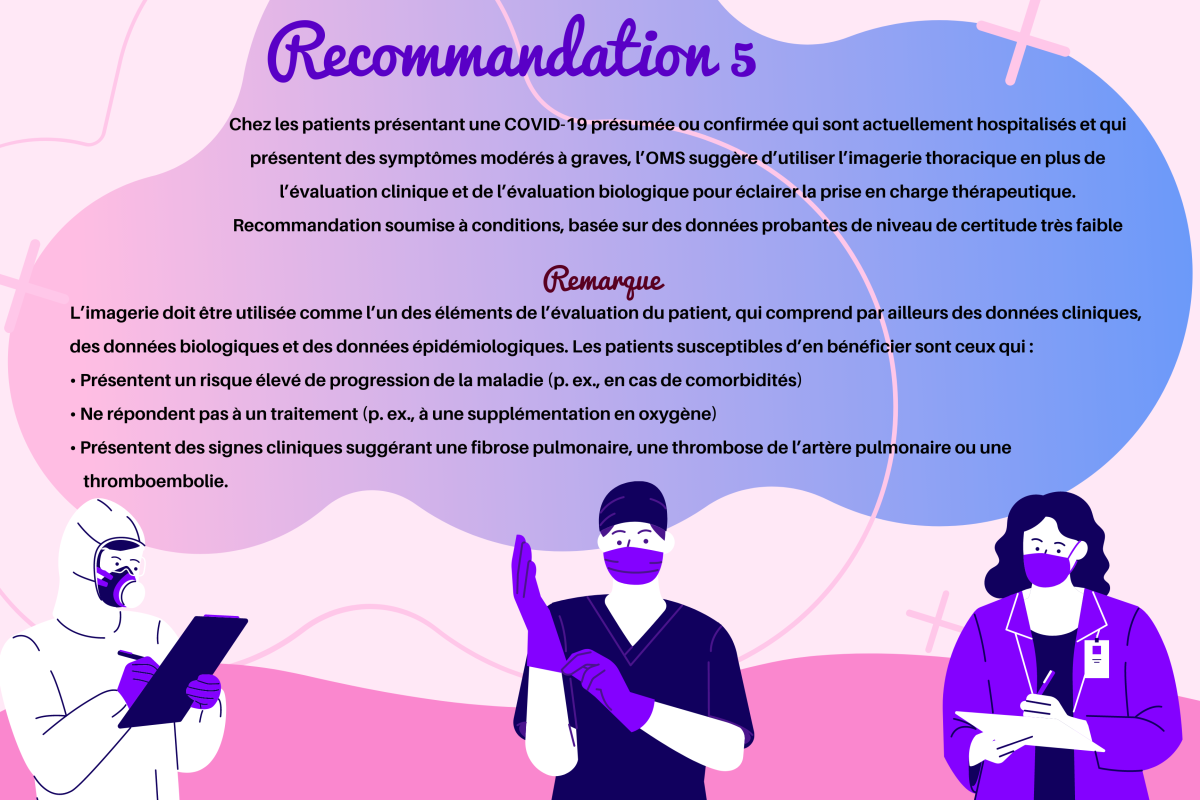 Recommandation 5
Chez les patients présentant une COVID-19 présumée ou confirmée qui sont actuellement hospitalisés et qui
présentent des symptômes modérés à graves, l’OMS suggère d’utiliser l’imagerie thoracique en plus de
l’évaluation clinique et de l’évaluation biologique pour éclairer la prise en charge thérapeutique.
Recommandation soumise à conditions, basée sur des données probantes de niveau de certitude très faible
Remarque
L’imagerie doit être utilisée comme l’un des éléments de l’évaluation du patient, qui comprend par ailleurs des données cliniques,
des données biologiques et des données épidémiologiques. Les patients susceptibles d’en bénéficier sont ceux qui :
• Présentent un risque élevé de progression de la maladie (p. ex., en cas de comorbidités)
• Ne répondent pas à un traitement (p. ex., à une supplémentation en oxygène)
• Présentent des signes cliniques suggérant une fibrose pulmonaire, une thrombose de l’artère pulmonaire ou une
thromboembolie.